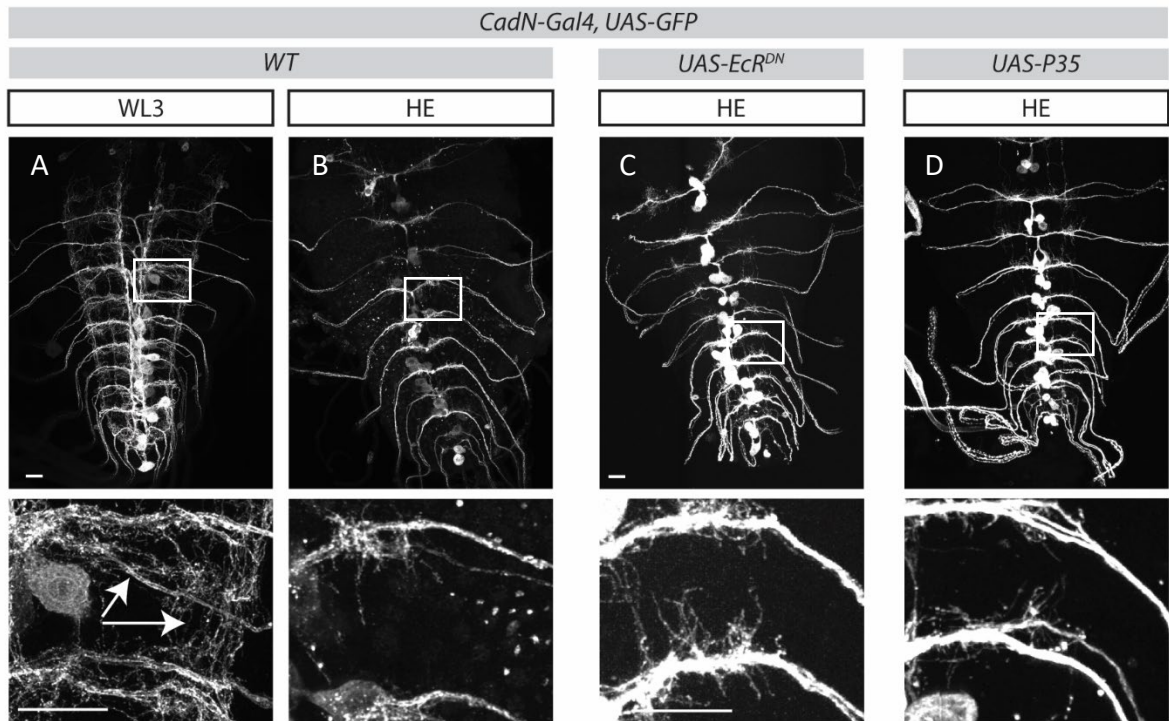 CadN-Gal4, UAS-GFP
WT
UAS-EcR^DN
UAS-P35
WL3
HE
HE
HE
A
B
C
D